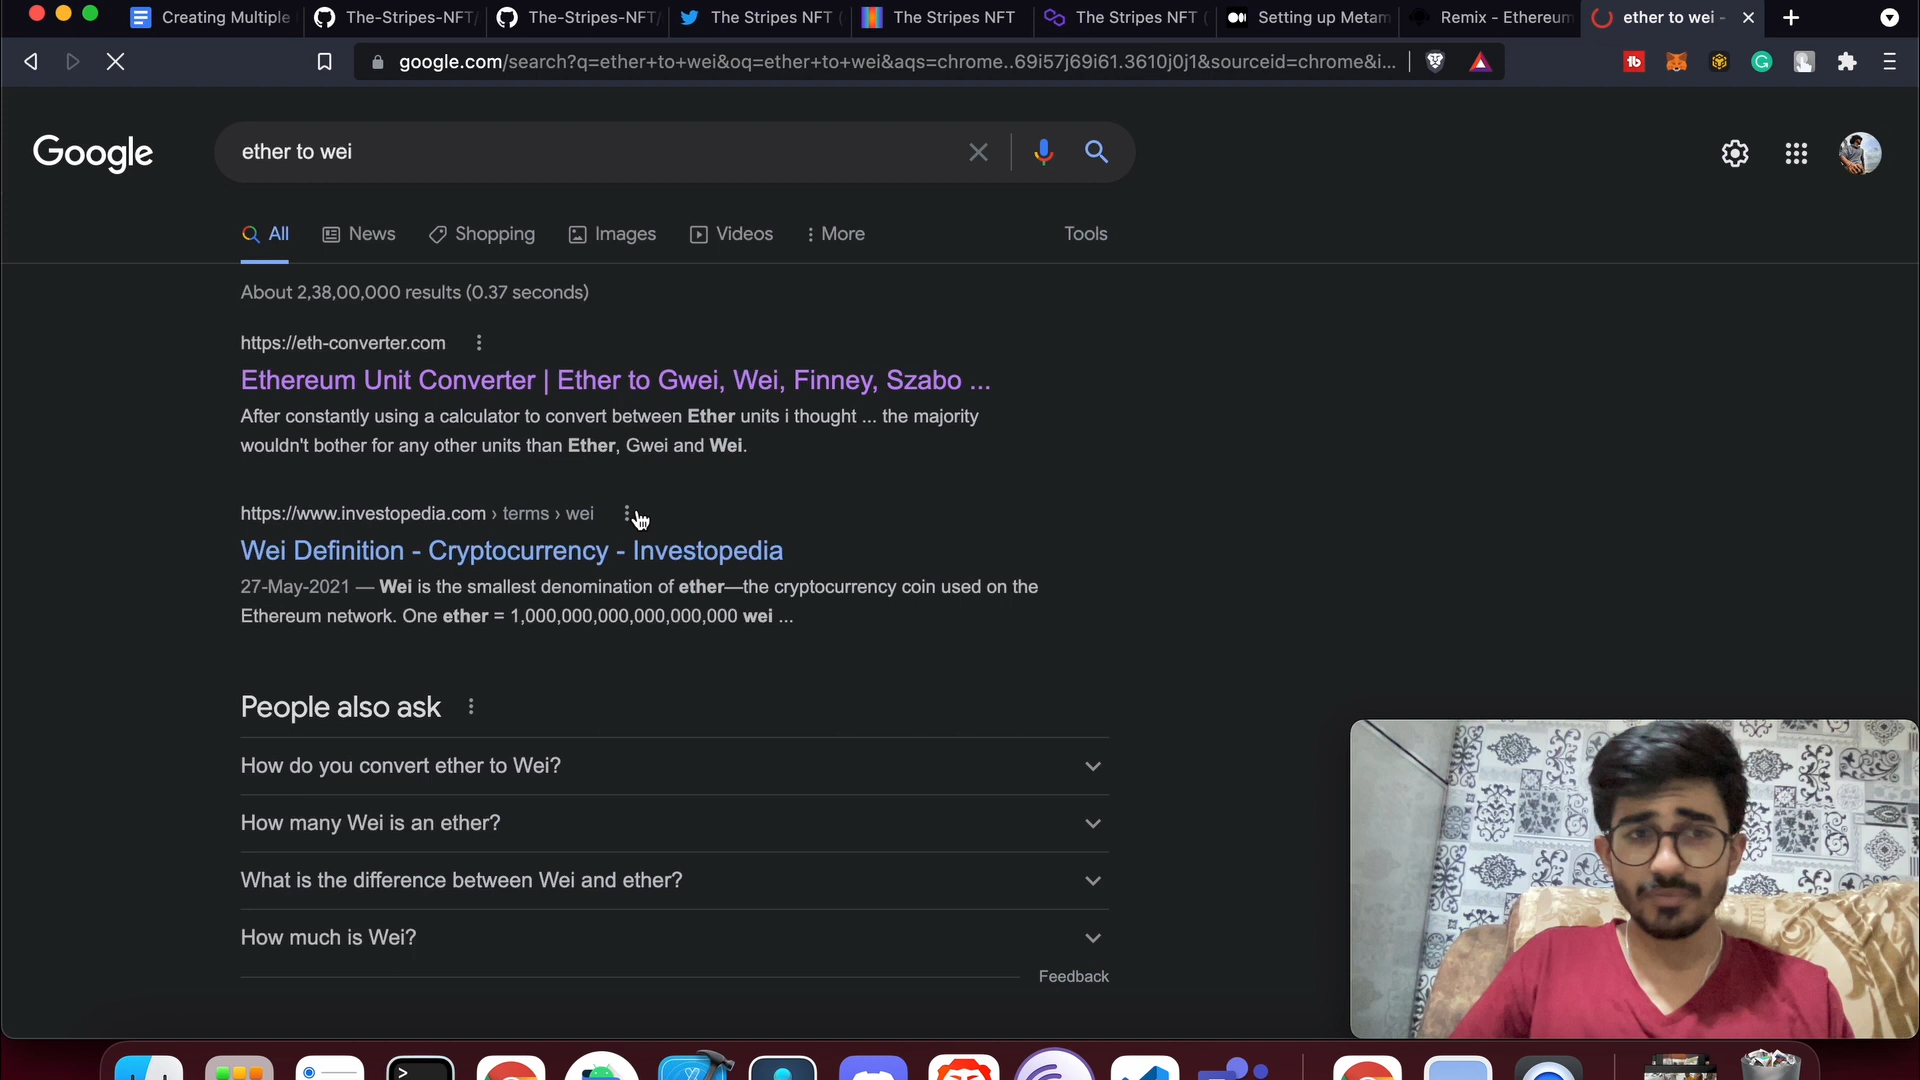 Creating Multiple
The-Stripes-NFT/
The-Stripes-NFT/
The Stripes NFT (
The Stripes NFT
The Stripes NFT (
Setting up Metam
Remix - Ethereum
ether to wei -
google.com/search?q=ether+to+wei&oq=ether+to+wei&aqs=chrome..69i57j69i61.3610j0j1&sourceid=chrome&i...
Google
ether to wei
All
News
Shopping
Images
Videos
More
Tools
About 2,38,00,000 results (0.37 seconds)
https://eth-converter.com
Ethereum Unit Converter | Ether to Gwei, Wei, Finney, Szabo ...
After constantly using a calculator to convert between Ether units i thought ... the majority
wouldn't bother for any other units than Ether, Gwei and Wei.
https://www.investopedia.com › terms › wei
Wei Definition - Cryptocurrency - Investopedia
27-May-2021 — Wei is the smallest denomination of ether—the cryptocurrency coin used on the
Ethereum network. One ether = 1,000,000,000,000,000,000 wei ...
People also ask
How do you convert ether to Wei?
How many Wei is an ether?
What is the difference between Wei and ether?
How much is Wei?
Feedback